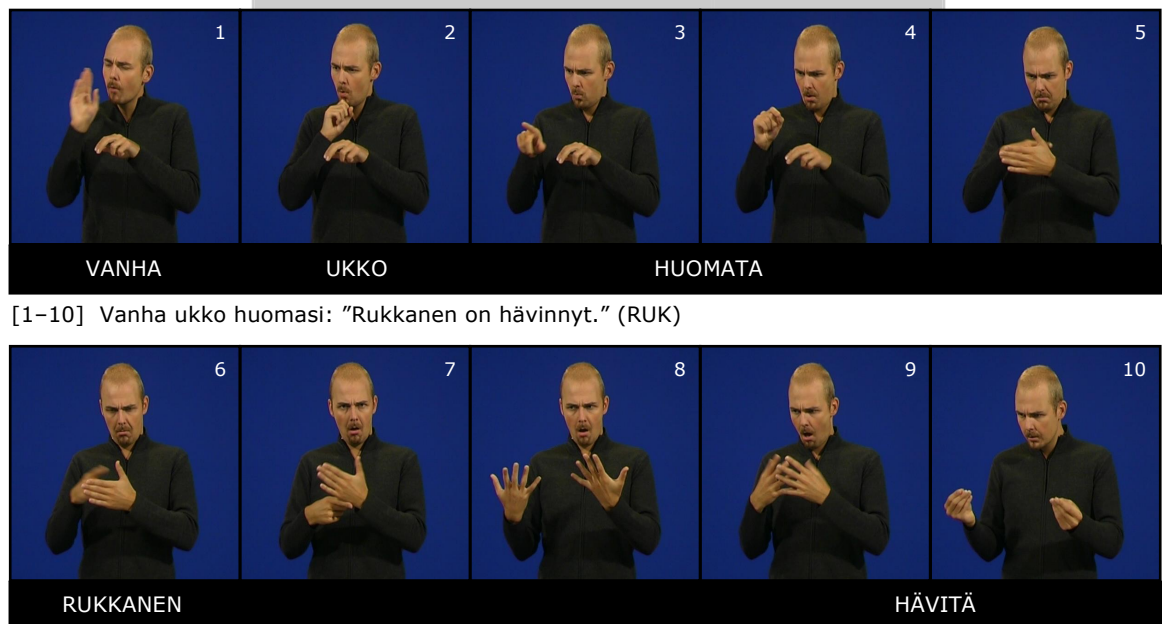 1 2 3 4 5
VANHA UKKO HUOMATA
[1–10] Vanha ukko huomasi: ”Rukkanen on hävinnyt.” (RUK)
6 7 8 9 10
RUKKANEN HÄVITÄ